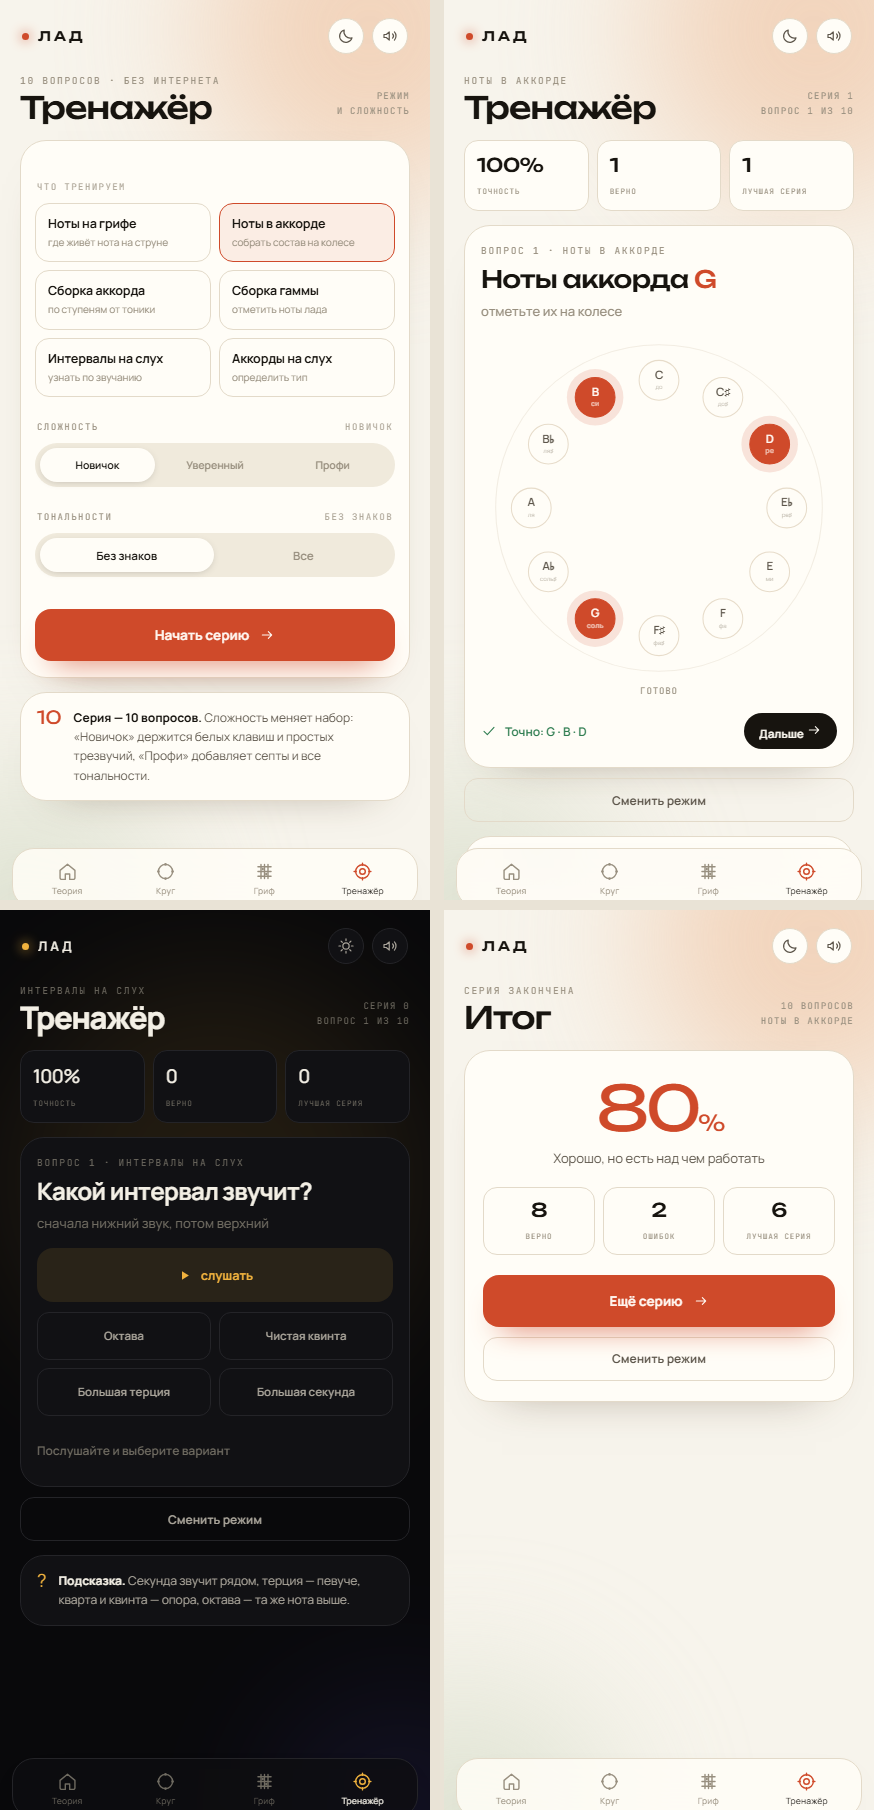 ЛАД
10 ВОПРОСОВ · БЕЗ ИНТЕРНЕТА
Тренажёр
РЕЖИМ
И СЛОЖНОСТЬ
ЧТО ТРЕНИРУЕМ
Ноты на грифе
где живёт нота на струне
Ноты в аккорде
собрать состав на колесе
Сборка аккорда
по ступеням от тоники
Сборка гаммы
отметить ноты лада
Интервалы на слух
узнать по звучанию
Аккорды на слух
определить тип
СЛОЖНОСТЬ
НОВИЧОК
Новичок
Уверенный
Профи
ТОНАЛЬНОСТИ
БЕЗ ЗНАКОВ
Без знаков
Все
Начать серию →
10
Серия — 10 вопросов. Сложность меняет набор:
«Новичок» держится белых клавиш и простых
трезвучий, «Профи» добавляет септы и все
тональности.
Теория
Круг
Гриф
Тренажёр
ЛАД
НОТЫ В АККОРДЕ
Тренажёр
СЕРИЯ 1
ВОПРОС 1 ИЗ 10
100%
ТОЧНОСТЬ
1
ВЕРНО
1
ЛУЧШАЯ СЕРИЯ
ВОПРОС 1 · НОТЫ В АККОРДЕ
Ноты аккорда G
отметьте их на колесе
C
до
C♯
D
ре
E♭
E
ми
F
фа
F♯
G
соль
A♭
A
ля
B♭
B
си
ГОТОВО
Точно: G · B · D
Дальше →
Сменить режим
Теория
Круг
Гриф
Тренажёр
ЛАД
ИНТЕРВАЛЫ НА СЛУХ
Тренажёр
СЕРИЯ 0
ВОПРОС 1 ИЗ 10
100%
ТОЧНОСТЬ
0
ВЕРНО
0
ЛУЧШАЯ СЕРИЯ
ВОПРОС 1 · ИНТЕРВАЛЫ НА СЛУХ
Какой интервал звучит?
сначала нижний звук, потом верхний
слушать
Октава
Чистая квинта
Большая терция
Большая секунда
Послушайте и выберите вариант
Сменить режим
?
Подсказка. Секунда звучит рядом, терция — певуче,
кварта и квинта — опора, октава — та же нота выше.
Теория
Круг
Гриф
Тренажёр
ЛАД
СЕРИЯ ЗАКОНЧЕНА
Итог
10 ВОПРОСОВ
НОТЫ В АККОРДЕ
80%
Хорошо, но есть над чем работать
8
ВЕРНО
2
ОШИБОК
6
ЛУЧШАЯ СЕРИЯ
Ещё серию →
Сменить режим
Теория
Круг
Гриф
Тренажёр